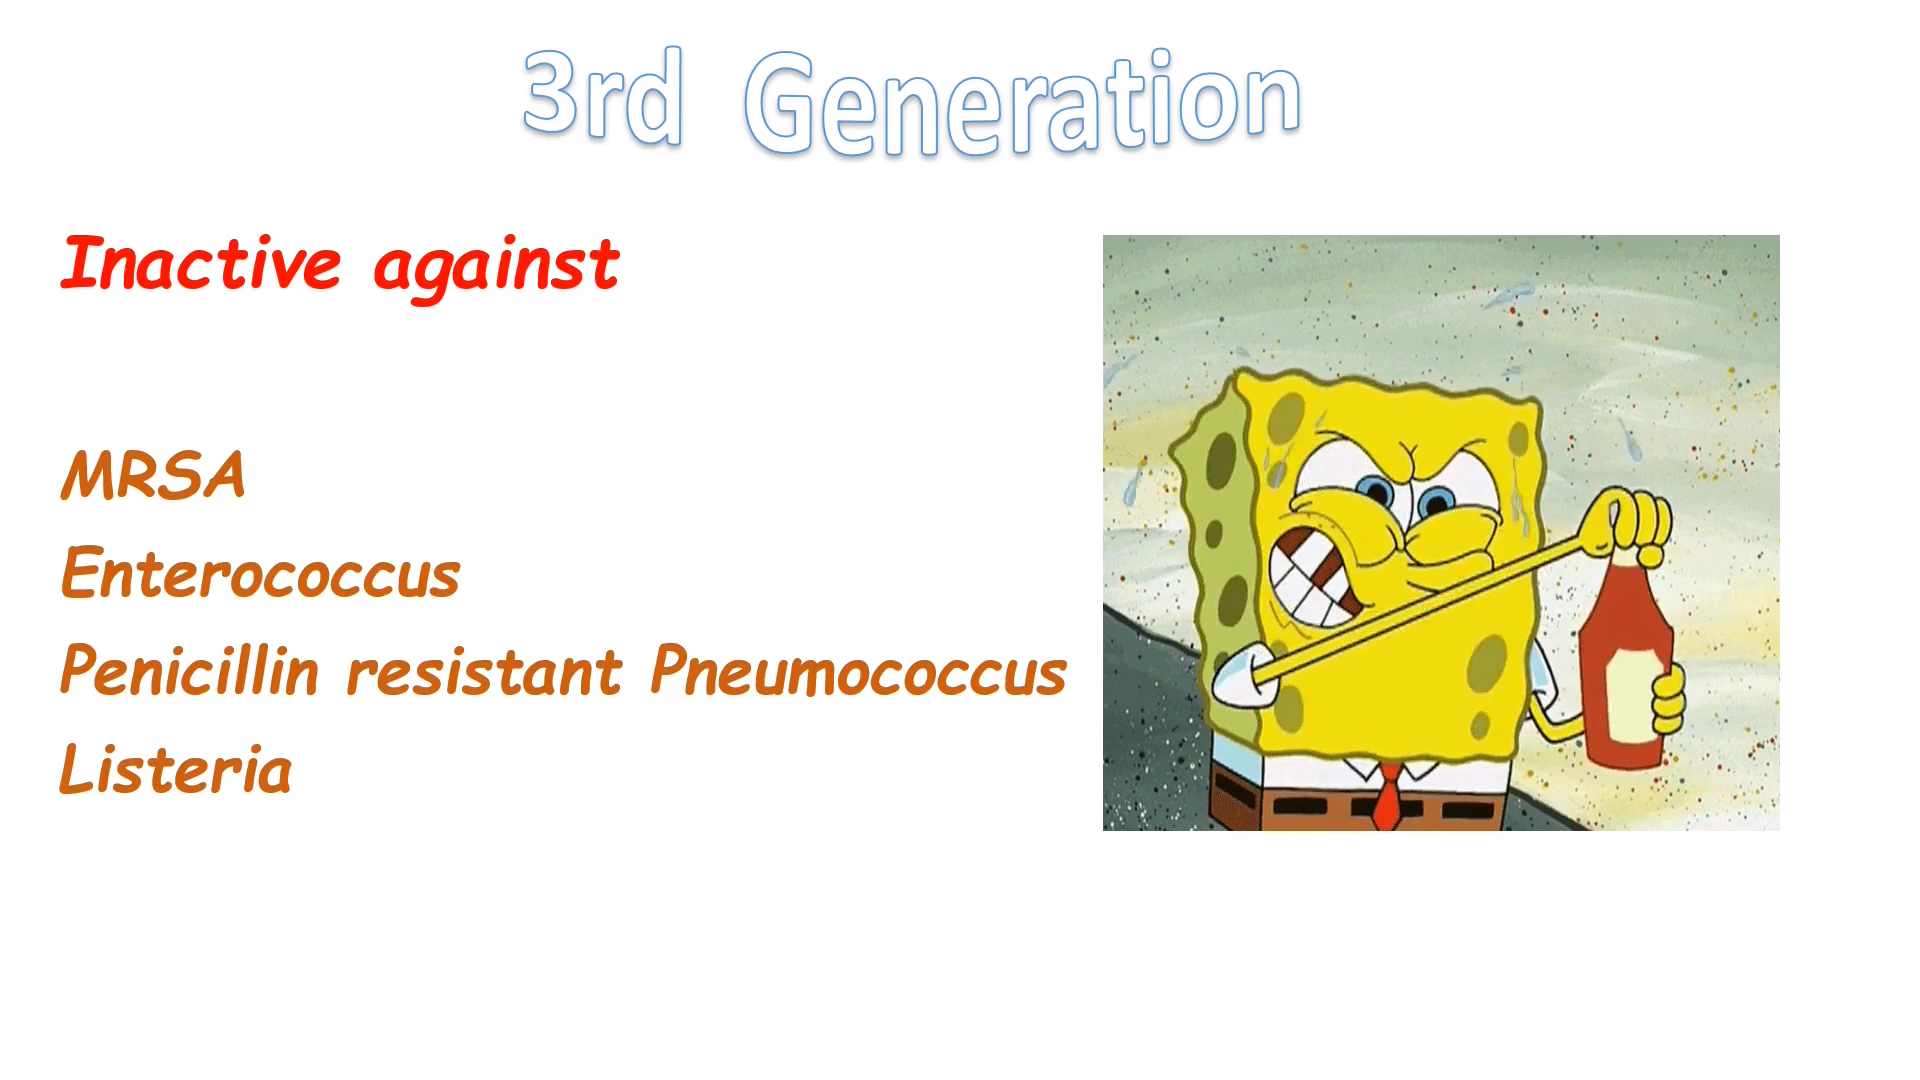 3rd Generation
Inactive against
MRSA
Enterococcus
Penicillin resistant Pneumococcus
Listeria